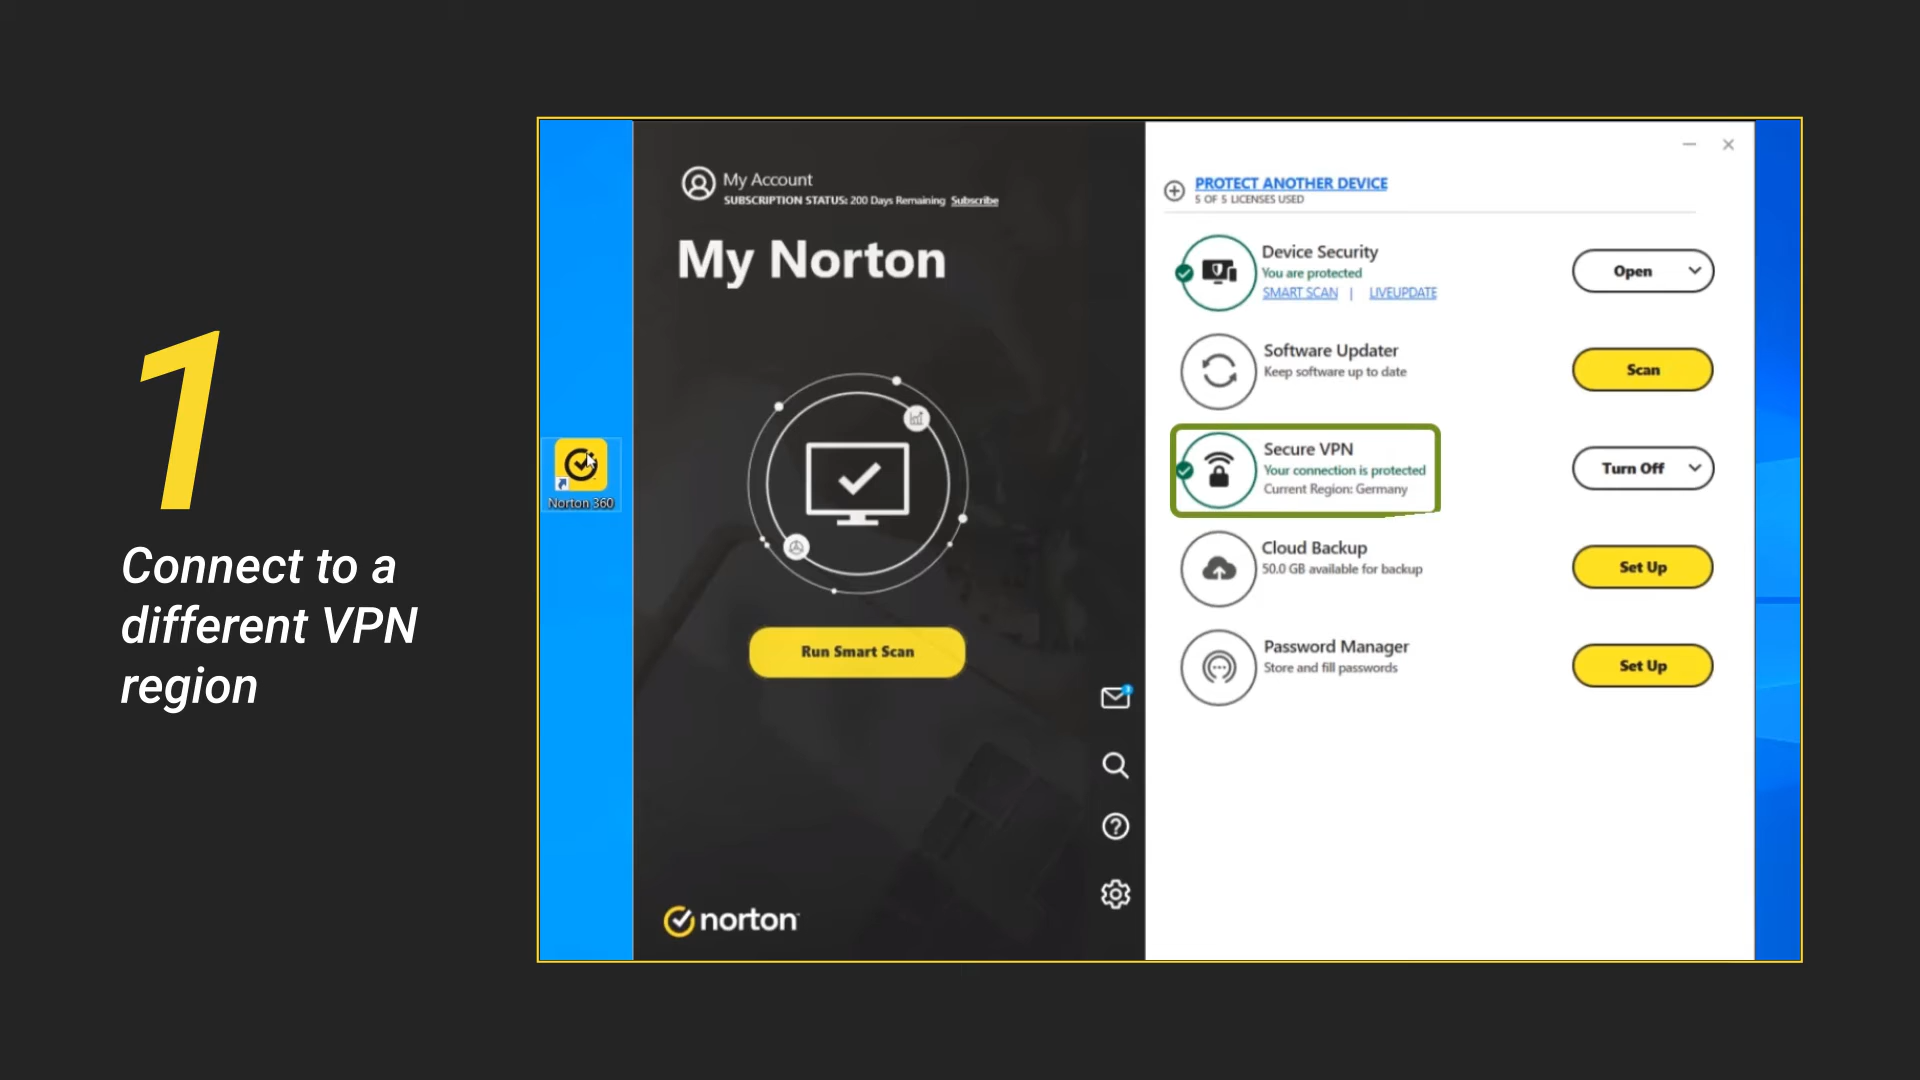 1
Connect to a
different VPN
region
Norton 360
My Account
SUBSCRIPTION STATUS: 200 Days Remaining Subscribe
My Norton
Run Smart Scan
norton
PROTECT ANOTHER DEVICE
5 OF 5 LICENSES USED
Device Security
You are protected
SMART SCAN | LIVEUPDATE
Open
Software Updater
Keep software up to date
Scan
Secure VPN
Your connection is protected
Current Region: Germany
Turn Off
Cloud Backup
50.0 GB available for backup
Set Up
Password Manager
Store and fill passwords
Set Up